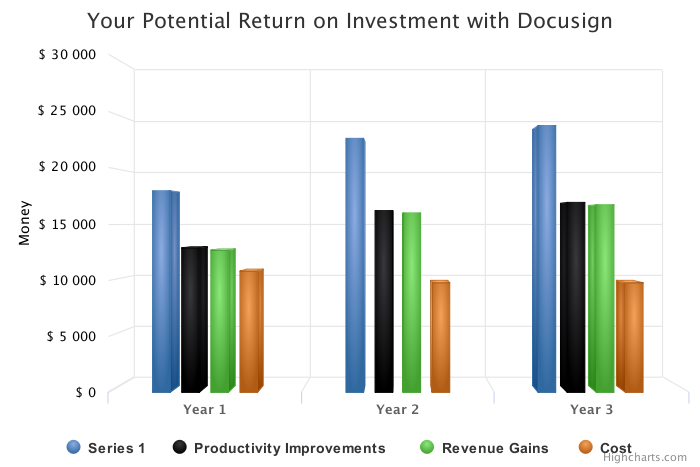 Your Potential Return on Investment with Docusign
$ 30 000
$ 25 000
$ 20 000
$ 15 000
$ 10 000
$ 5 000
$ 0
Money
Year 1
Year 2
Year 3
Series 1
Productivity Improvements
Revenue Gains
Cost
Highcharts.com